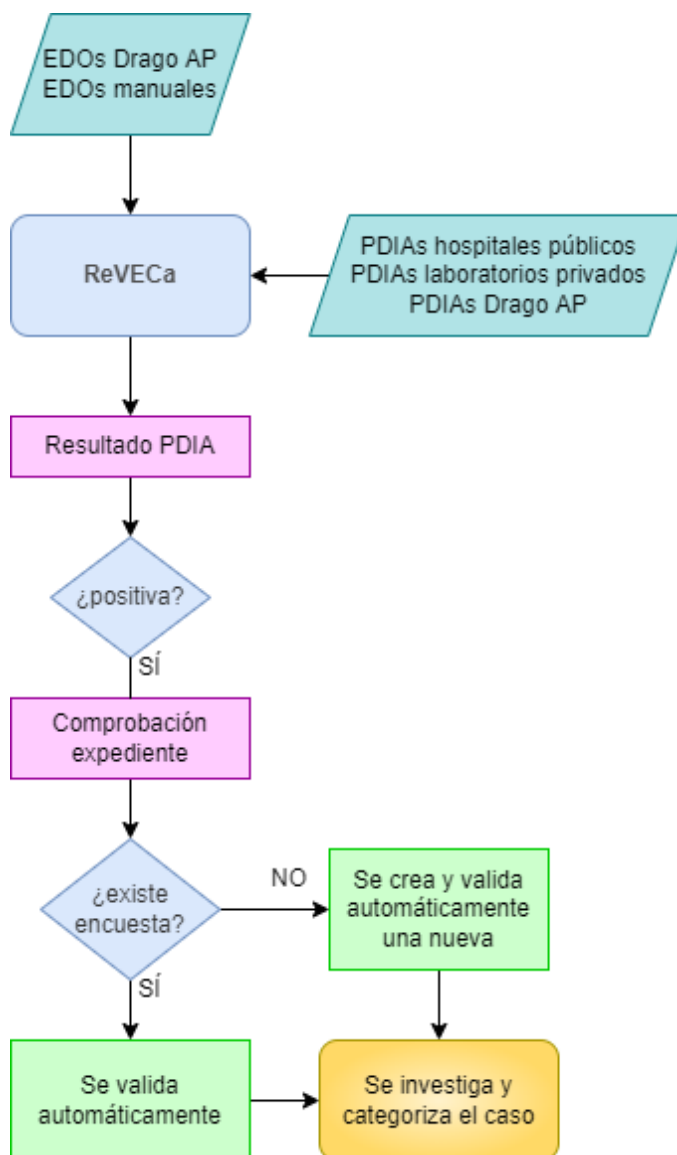 EDOs Drago AP
EDOs manuales
ReVECa
PDIAs hospitales públicos
PDIAs laboratorios privados
PDIAs Drago AP
Resultado PDIA
¿positiva?
SÍ
Comprobación
expediente
¿existe
encuesta?
NO
Se crea y valida
automáticamente
una nueva
SÍ
Se valida
automáticamente
Se investiga y
categoriza el caso